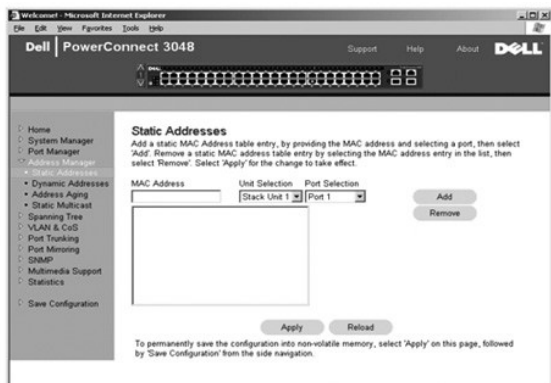 Welcome! - Microsoft Internet Explorer
File Edit View Favorites Tools Help
Dell PowerConnect 3048
Support Help About DELL
Home
System Manager
Port Manager
Address Manager
Static Addresses
Dynamic Addresses
Address Aging
Static Multicast
Spanning Tree
VLAN & CoS
Port Trunking
Port Mirroring
SNMP
Multimedia Support
Statistics
Save Configuration
Static Addresses
Add a static MAC Address table entry, by providing the MAC address and selecting a port, then select
'Add'. Remove a static MAC address table entry by selecting the MAC address entry in the list, then
select 'Remove'. Select 'Apply' for the change to take effect.
MAC Address Unit Selection Port Selection
Stack Unit 1 Port 1
Add
Remove
Apply Reload
To permanently save the configuration into non-volatile memory, select 'Apply' on this page, followed
by 'Save Configuration' from the side navigation.